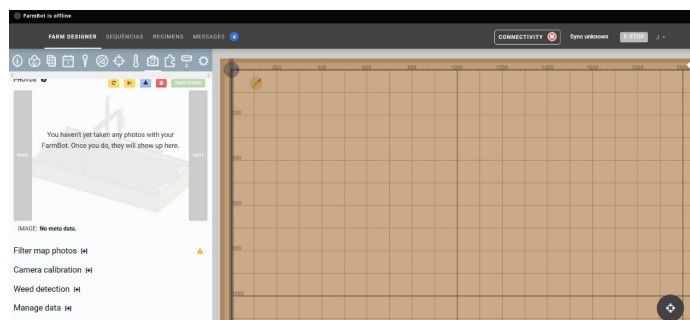 FarmBot is offline
FARM DESIGNER SEQUÊNCIAS REGIMENS MESSAGES 4
CONNECTIVITY Sync unknown E-STOP J
PHOTOS
TAKE PHOTO
You haven't yet taken any photos with your
FarmBot. Once you do, they will show up here.
PREV NEXT
IMAGE: No meta data.
Filter map photos
Camera calibration
Weed detection
Manage data
200 400 600 800 1000 1200 1400 1600 1800
200
400
600
800
1000